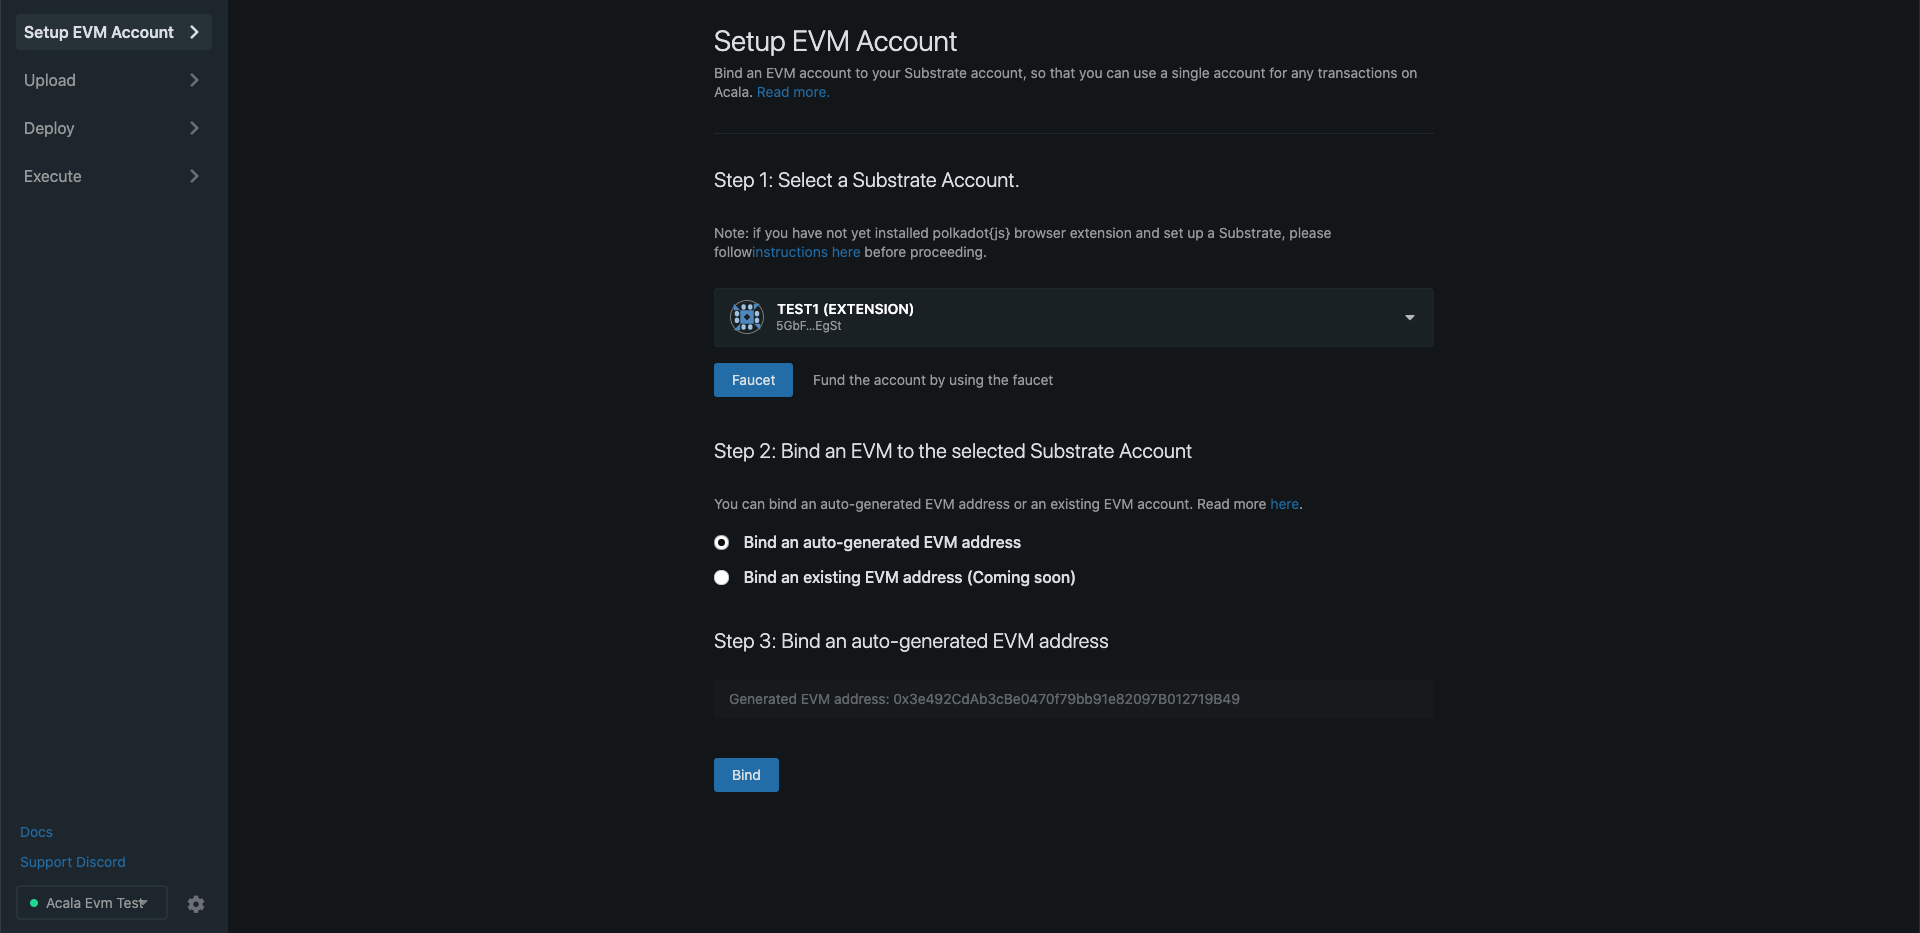 Setup EVM Account
Upload
Deploy
Execute
Docs
Support Discord
Acala Evm Test
Setup EVM Account
Bind an EVM account to your Substrate account, so that you can use a single account for any transactions on
Acala. Read more.
Step 1: Select a Substrate Account.
Note: if you have not yet installed polkadot{js} browser extension and set up a Substrate, please
followinstructions here before proceeding.
TEST1 (EXTENSION)
5GbF...EgSt
Faucet Fund the account by using the faucet
Step 2: Bind an EVM to the selected Substrate Account
You can bind an auto-generated EVM address or an existing EVM account. Read more here.
Bind an auto-generated EVM address
Bind an existing EVM address (Coming soon)
Step 3: Bind an auto-generated EVM address
Generated EVM address: 0x3e492CdAb3cBe0470f79bb91e82097B012719B49
Bind